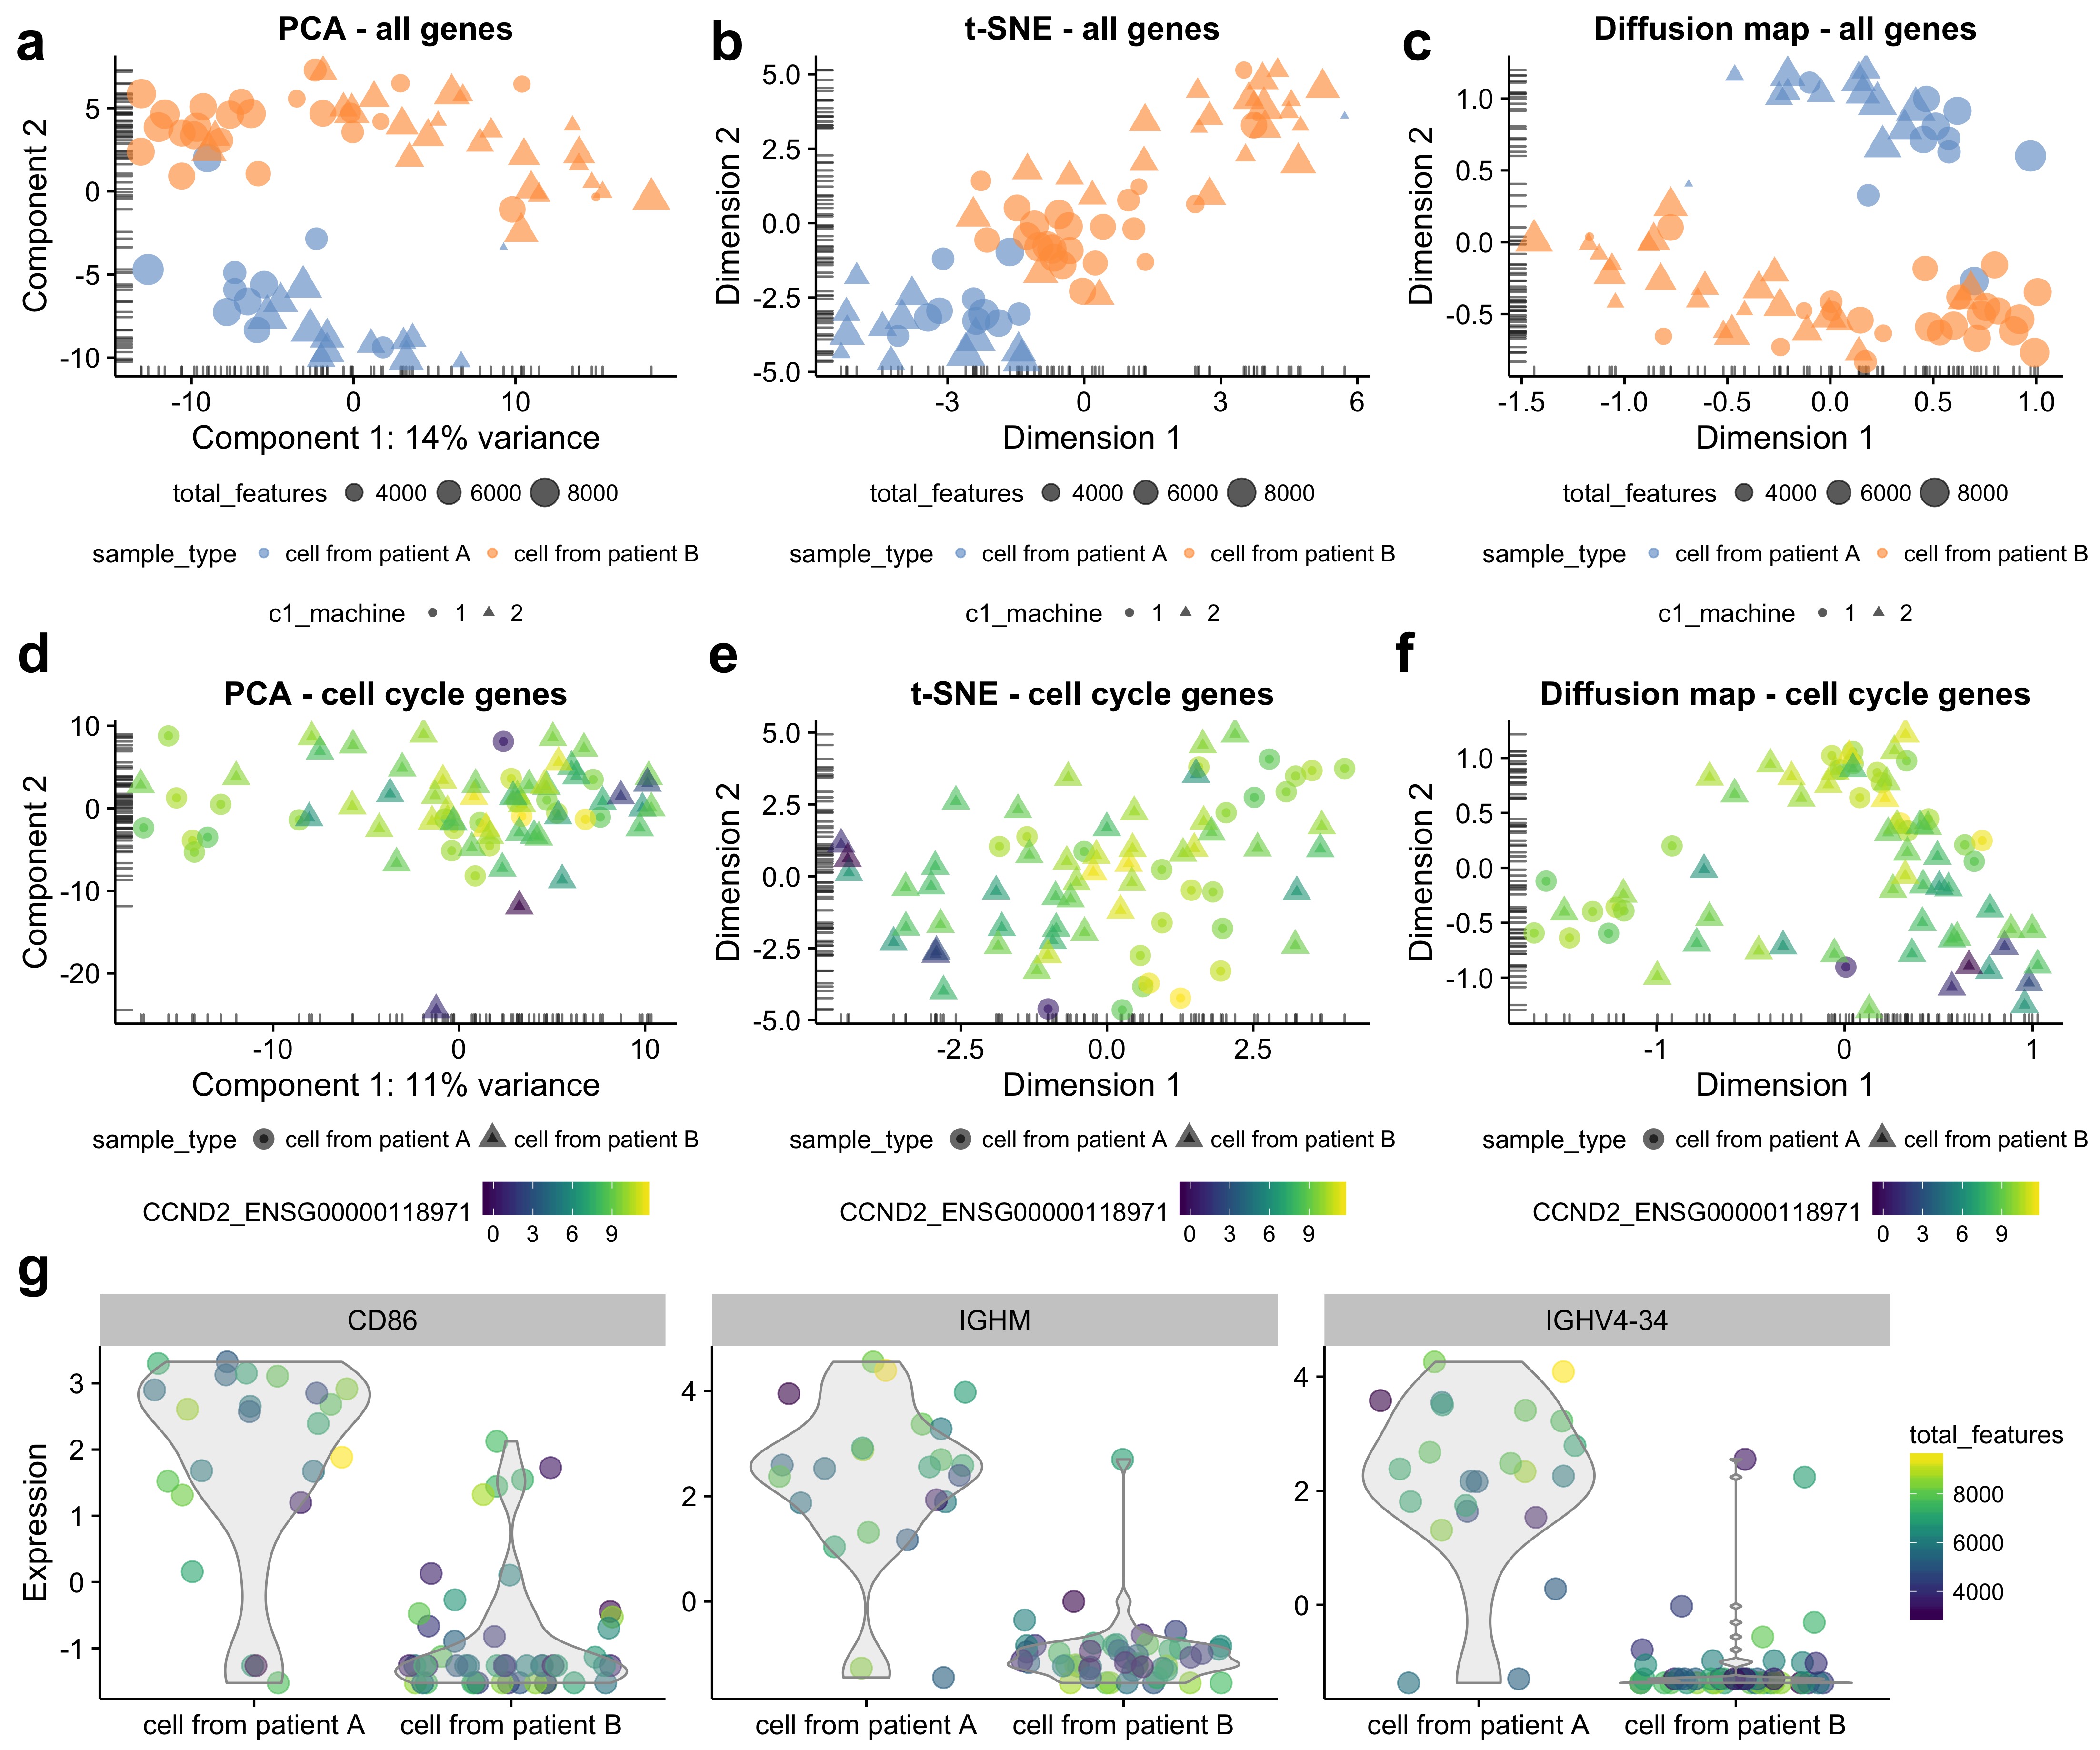 a
PCA - all genes
Component 2
5
0
-5
-10
-10 0 10
Component 1: 14% variance
total_features 4000 6000 8000
sample_type cell from patient A cell from patient B
c1_machine 1 2
b
t-SNE - all genes
Dimension 2
5.0
2.5
0.0
-2.5
-5.0
-3 0 3 6
Dimension 1
total_features 4000 6000 8000
sample_type cell from patient A cell from patient B
c1_machine 1 2
c
Diffusion map - all genes
Dimension 2
1.0
0.5
0.0
-0.5
-1.5 -1.0 -0.5 0.0 0.5 1.0
Dimension 1
total_features 4000 6000 8000
sample_type cell from patient A cell from patient B
c1_machine 1 2
d
PCA - cell cycle genes
Component 2
10
0
-10
-20
-10 0 10
Component 1: 11% variance
sample_type cell from patient A cell from patient B
CCND2_ENSG00000118971
0 3 6 9
e
t-SNE - cell cycle genes
Dimension 2
5.0
2.5
0.0
-2.5
-5.0
-2.5 0.0 2.5
Dimension 1
sample_type cell from patient A cell from patient B
CCND2_ENSG00000118971
0 3 6 9
f
Diffusion map - cell cycle genes
Dimension 2
1.0
0.5
0.0
-0.5
-1.0
-1 0 1
Dimension 1
sample_type cell from patient A cell from patient B
CCND2_ENSG00000118971
0 3 6 9
g
CD86
Expression
3
2
1
0
-1
cell from patient A cell from patient B
IGHM
4
2
0
cell from patient A cell from patient B
IGHV4-34
4
2
0
cell from patient A cell from patient B
total_features
8000
6000
4000